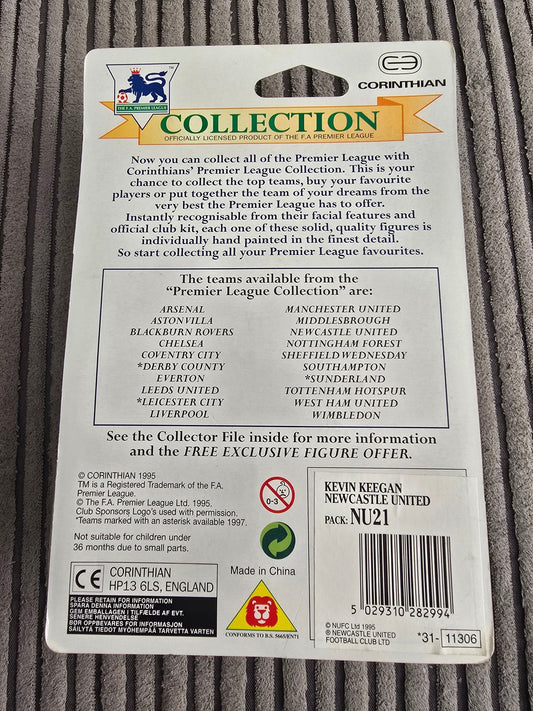 THE F.A. PREMIER LEAGUE
TM
CORINTHIAN
COLLECTION
OFFICIALLY LICENSED PRODUCT OF THE F.A PREMIER LEAGUE
Now you can collect all of the Premier League with
Corinthians' Premier League Collection. This is your
chance to collect the top teams, buy your favourite
players or put together the team of your dreams from the
very best the Premier League has to offer.
Instantly recognisable from their facial features and
official club kit, each one of these solid, quality figures is
individually hand painted in the finest detail.
So start collecting all your Premier League favourites.
The teams available from the
"Premier League Collection" are:
ARSENAL
ASTON VILLA
BLACKBURN ROVERS
CHELSEA
COVENTRY CITY
*DERBY COUNTY
EVERTON
LEEDS UNITED
*LEICESTER CITY
LIVERPOOL
MANCHESTER UNITED
MIDDLESBROUGH
NEWCASTLE UNITED
NOTTINGHAM FOREST
SHEFFIELD WEDNESDAY
SOUTHAMPTON
*SUNDERLAND
TOTTENHAM HOTSPUR
WEST HAM UNITED
WIMBLEDON
See the Collector File inside for more information
and the FREE EXCLUSIVE FIGURE OFFER.
© CORINTHIAN 1995
TM is a Registered Trademark of the F.A.
Premier League.
© The F.A. Premier League Ltd. 1995.
Club Sponsors Logo's used with permission.
*Teams marked with an asterisk available 1997.
Not suitable for children under
36 months due to small parts.
0-3
Made in China
CE
CORINTHIAN
HP13 6LS, ENGLAND
PLEASE RETAIN FOR INFORMATION
SPARA DENNA INFORMATION
GEM EMBALLAGEN I TILFÆLDE AF EVT.
SENERE HENVENDELSE
BØR OPPBEVARES FOR INFORMASJON
SÄILYTÄ TIEDOT MYÖHEMPÄÄ TARVETTA VARTEN
CONFORMS TO B.S. 5665/EN71
KEVIN KEEGAN
NEWCASTLE UNITED
PACK: NU21
5 029310 282994
© NUFC Ltd 1995
® NEWCASTLE UNITED
FOOTBALL CLUB LTD
*31- 11306